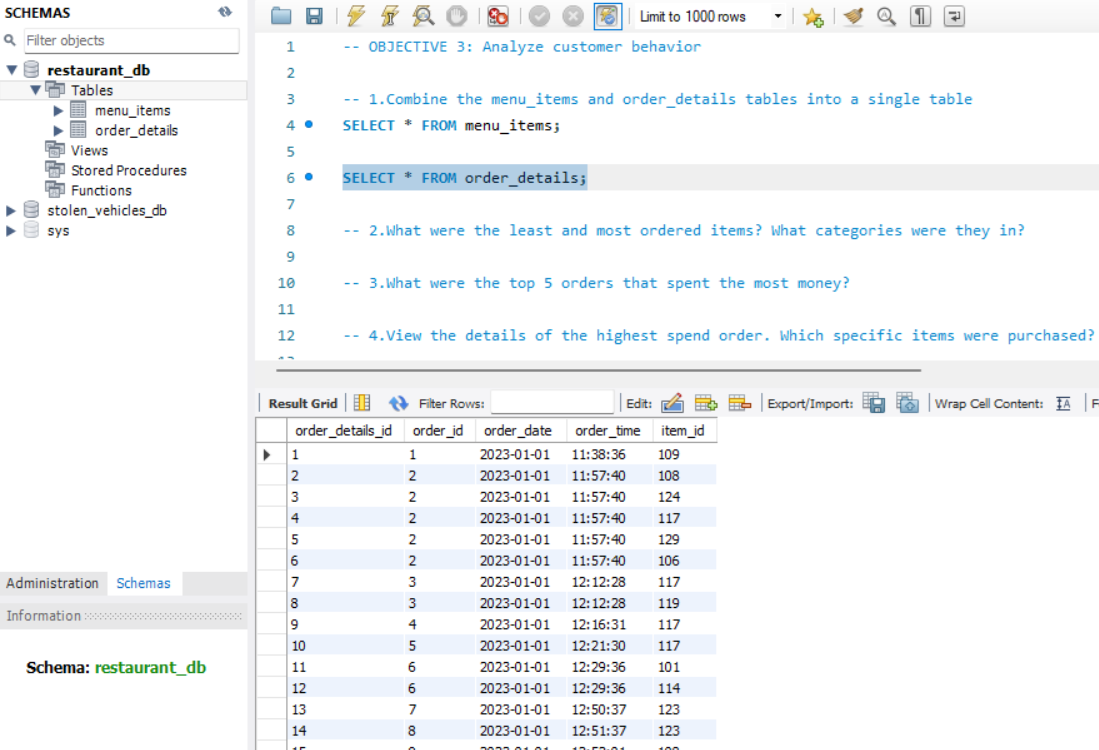 SCHEMAS
Filter objects
restaurant_db
Tables
menu_items
order_details
Views
Stored Procedures
Functions
stolen_vehicles_db
sys
Administration Schemas
Information
Schema: restaurant_db
Limit to 1000 rows
1 -- OBJECTIVE 3: Analyze customer behavior
2
3 -- 1.Combine the menu_items and order_details tables into a single table
4 SELECT * FROM menu_items;
5
6 SELECT * FROM order_details;
7
8 -- 2.What were the least and most ordered items? What categories were they in?
9
10 -- 3.What were the top 5 orders that spent the most money?
11
12 -- 4.View the details of the highest spend order. Which specific items were purchased?
Result Grid Filter Rows: Edit: Export/Import: Wrap Cell Content: IA F
order_details_id order_id order_date order_time item_id
1 1 2023-01-01 11:38:36 109
2 2 2023-01-01 11:57:40 108
3 2 2023-01-01 11:57:40 124
4 2 2023-01-01 11:57:40 117
5 2 2023-01-01 11:57:40 129
6 2 2023-01-01 11:57:40 106
7 3 2023-01-01 12:12:28 117
8 3 2023-01-01 12:12:28 119
9 4 2023-01-01 12:16:31 117
10 5 2023-01-01 12:21:30 117
11 6 2023-01-01 12:29:36 101
12 6 2023-01-01 12:29:36 114
13 7 2023-01-01 12:50:37 123
14 8 2023-01-01 12:51:37 123